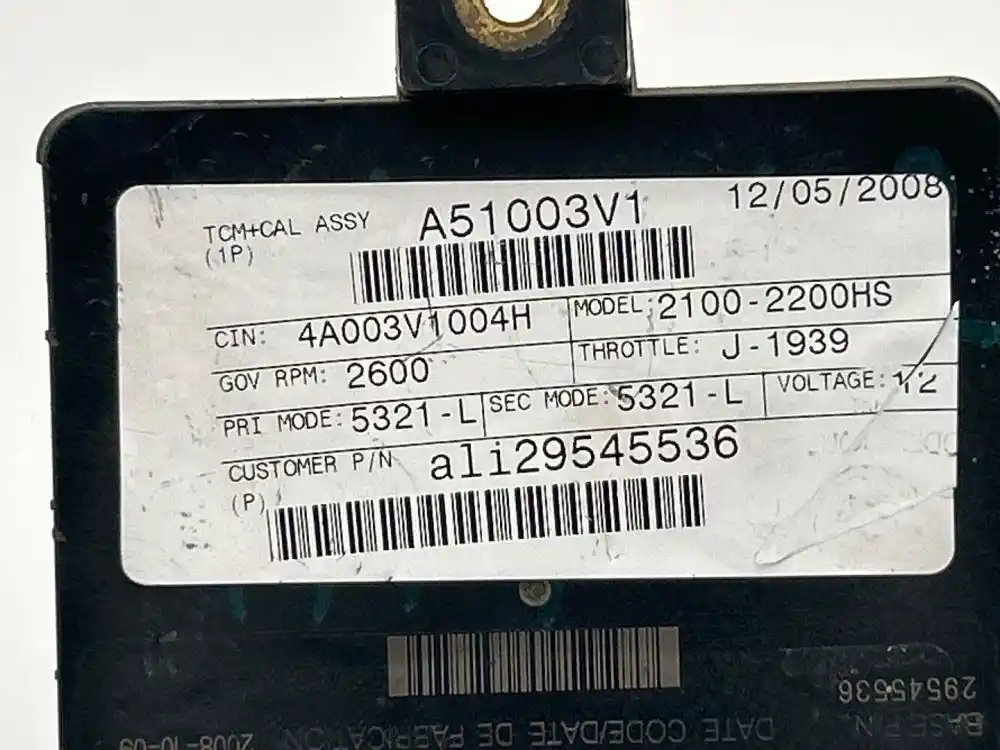 TCM+CAL ASSY A51003V1 12/05/2008
(1P)
CIN: 4A003V1004H MODEL: 2100-2200HS
GOV RPM: 2600 THROTTLE: J-1939
PRI MODE: 5321-L SEC MODE: 5321-L VOLTAGE: 12
CUSTOMER P/N ali29545536
(P)
29545536
BASE P/N DATE CODE/DATE DE FABRICATION 2008-10-09